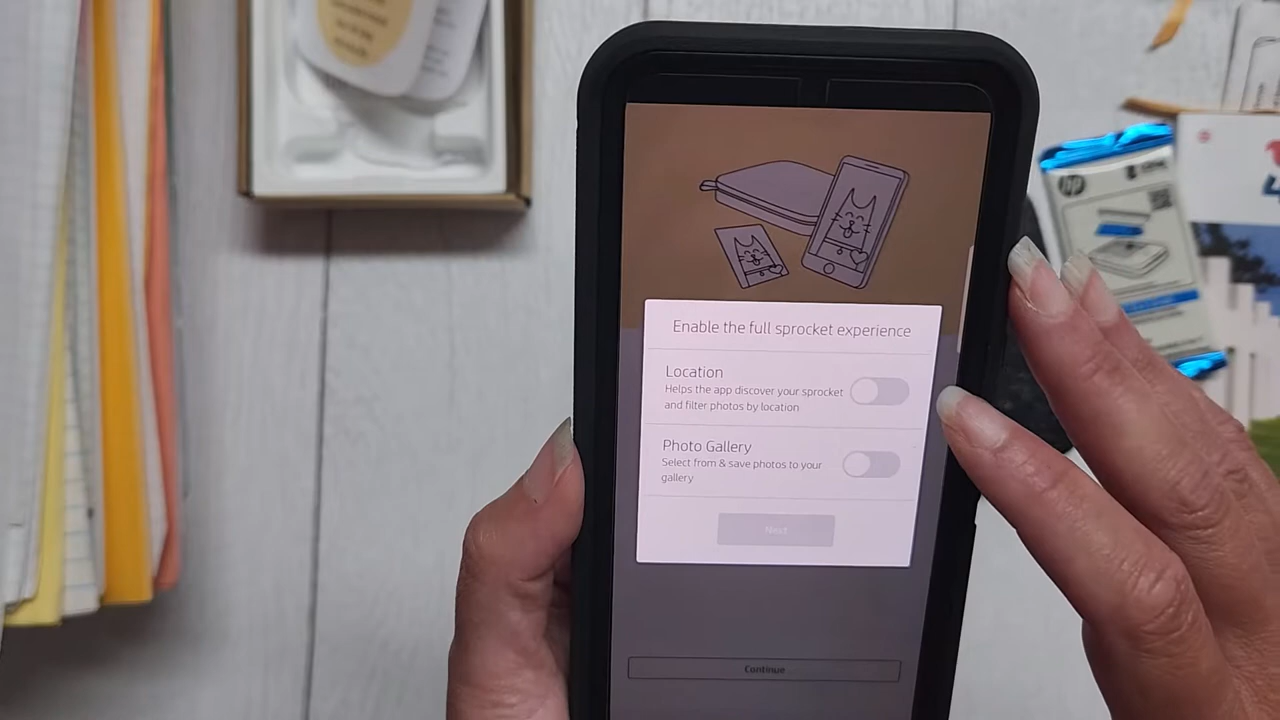 hp
Enable the full sprocket experience
Location
Helps the app discover your sprocket
and filter photos by location
Photo Gallery
Select from & save photos to your
gallery
Next
Continue